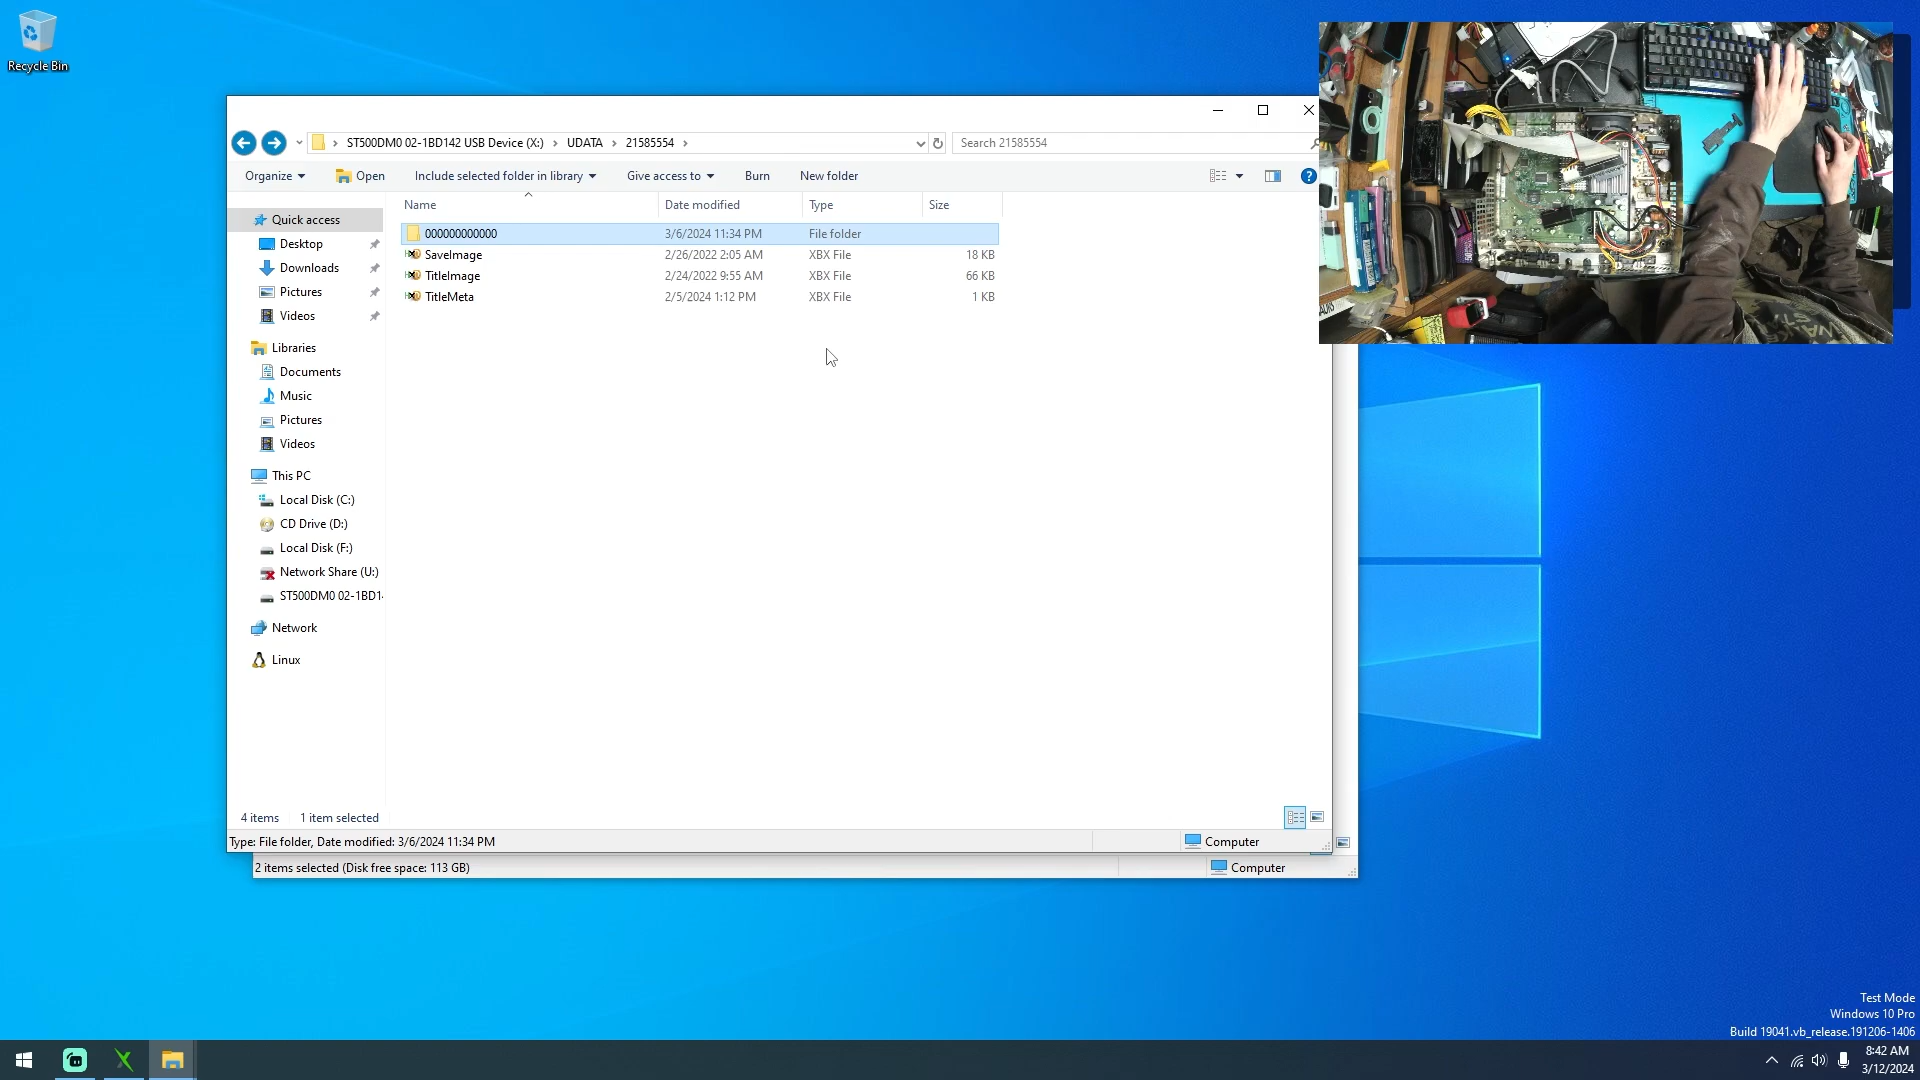 Recycle Bin
ST500DM0 02-1BD142 USB Device (X:)
UDATA
21585554
Search 21585554
Organize
Open
Include selected folder in library
Give access to
Burn
New folder
Name
Date modified
Type
Size
Quick access
Desktop
Downloads
Pictures
Videos
Libraries
Documents
Music
Pictures
Videos
This PC
Local Disk (C:)
CD Drive (D:)
Local Disk (F:)
Network Share (U:)
ST500DM0 02-1BD14
Network
Linux
000000000000 3/6/2024 11:34 PM File folder
SaveImage 2/26/2022 2:05 AM XBX File 18 KB
TitleImage 2/24/2022 9:55 AM XBX File 66 KB
TitleMeta 2/5/2024 1:12 PM XBX File 1 KB
4 items 1 item selected
Type: File folder, Date modified: 3/6/2024 11:34 PM
Computer
2 items selected (Disk free space: 113 GB)
Computer
Test Mode
Windows 10 Pro
Build 19041.vb_release.191206-1406
8:42 AM
3/12/2024